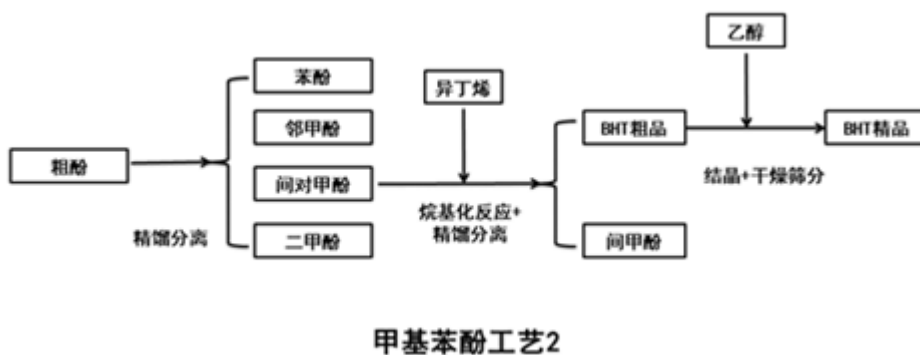 乙醇
苯酚
异丁烯
邻甲酚
BHT粗品
BHT精品
粗酚
间对甲酚
结晶+干燥筛分
烷基化反应+
精馏分离
精馏分离
二甲酚
间甲酚
甲基苯酚工艺2